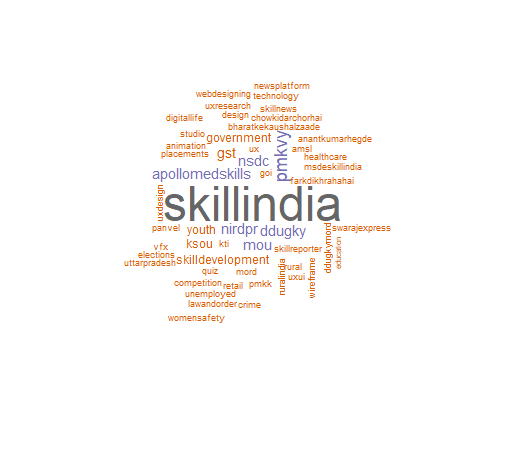 newsplatform
webdesigning technology
uxresearch skillnews
digitallife design chowkidarchorhai
bharatkekaushalzaade
studio government pmkvy anantkumarhegde
animation gst ux amsl
placements nsdc healthcare
apollomedskills goi msdeskillindia
farkdikhrahahai
uxdesign skillindia
panvel youth nirdpr ddugky ddugkymord swarajexpress
vfx ksou kti mou skillreporter education
elections
uttarpradesh skilldevelopment rural
quiz mord ruralindia uxui wireframe
competition retail pmkk
unemployed
lawandorder crime
womensafety